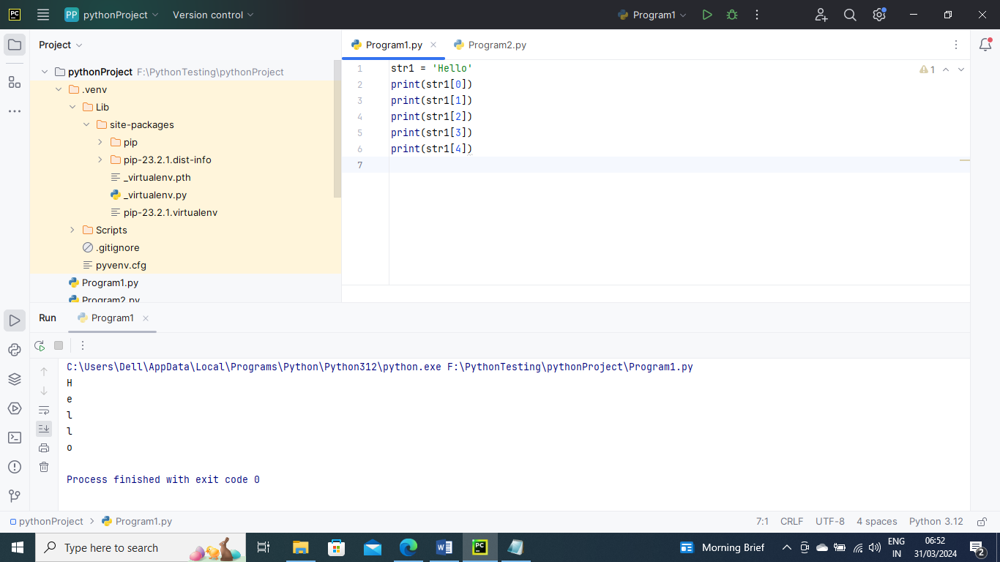 PC
PP pythonProject Version control Program1
Project
Program1.py Program2.py
pythonProject F:\PythonTesting\pythonProject
.venv
Lib
site-packages
pip
pip-23.2.1.dist-info
_virtualenv.pth
_virtualenv.py
pip-23.2.1.virtualenv
Scripts
.gitignore
pyvenv.cfg
Program1.py
Program2.py
1 str1 = 'Hello'
2 print(str1[0])
3 print(str1[1])
4 print(str1[2])
5 print(str1[3])
6 print(str1[4])
7
1
Run Program1
C:\Users\Dell\AppData\Local\Programs\Python\Python312\python.exe F:\PythonTesting\pythonProject\Program1.py
H
e
l
l
o
Process finished with exit code 0
pythonProject > Program1.py 7:1 CRLF UTF-8 4 spaces Python 3.12
Type here to search
W
PC
Morning Brief
ENG
IN
06:52
31/03/2024
2